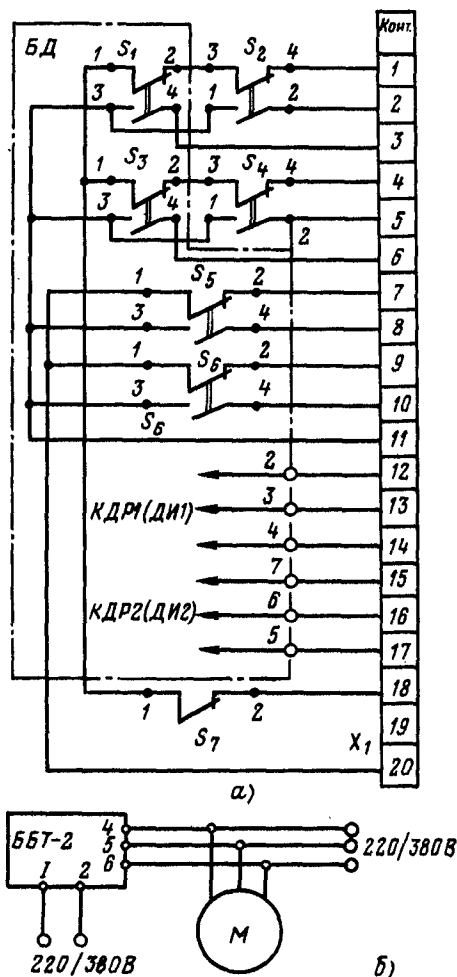 БД
Конт.
1 S1 2 3 S2 4 1
3 4 1 2 2
3
1 S3 2 3 S4 4 4
3 4 1 2 5
6
S5
1 2 7
3 4 8
1 S6 2 9
3 4 10
S6
11
2 12
КДР1(ДИ1) 3 13
4 14
7 15
КДР2(ДИ2) 6 16
5 17
1 2 18
S7
X1 19
20
а)
ББТ-2 4
5 220/380В
6
1 2
М
220/380В
б)